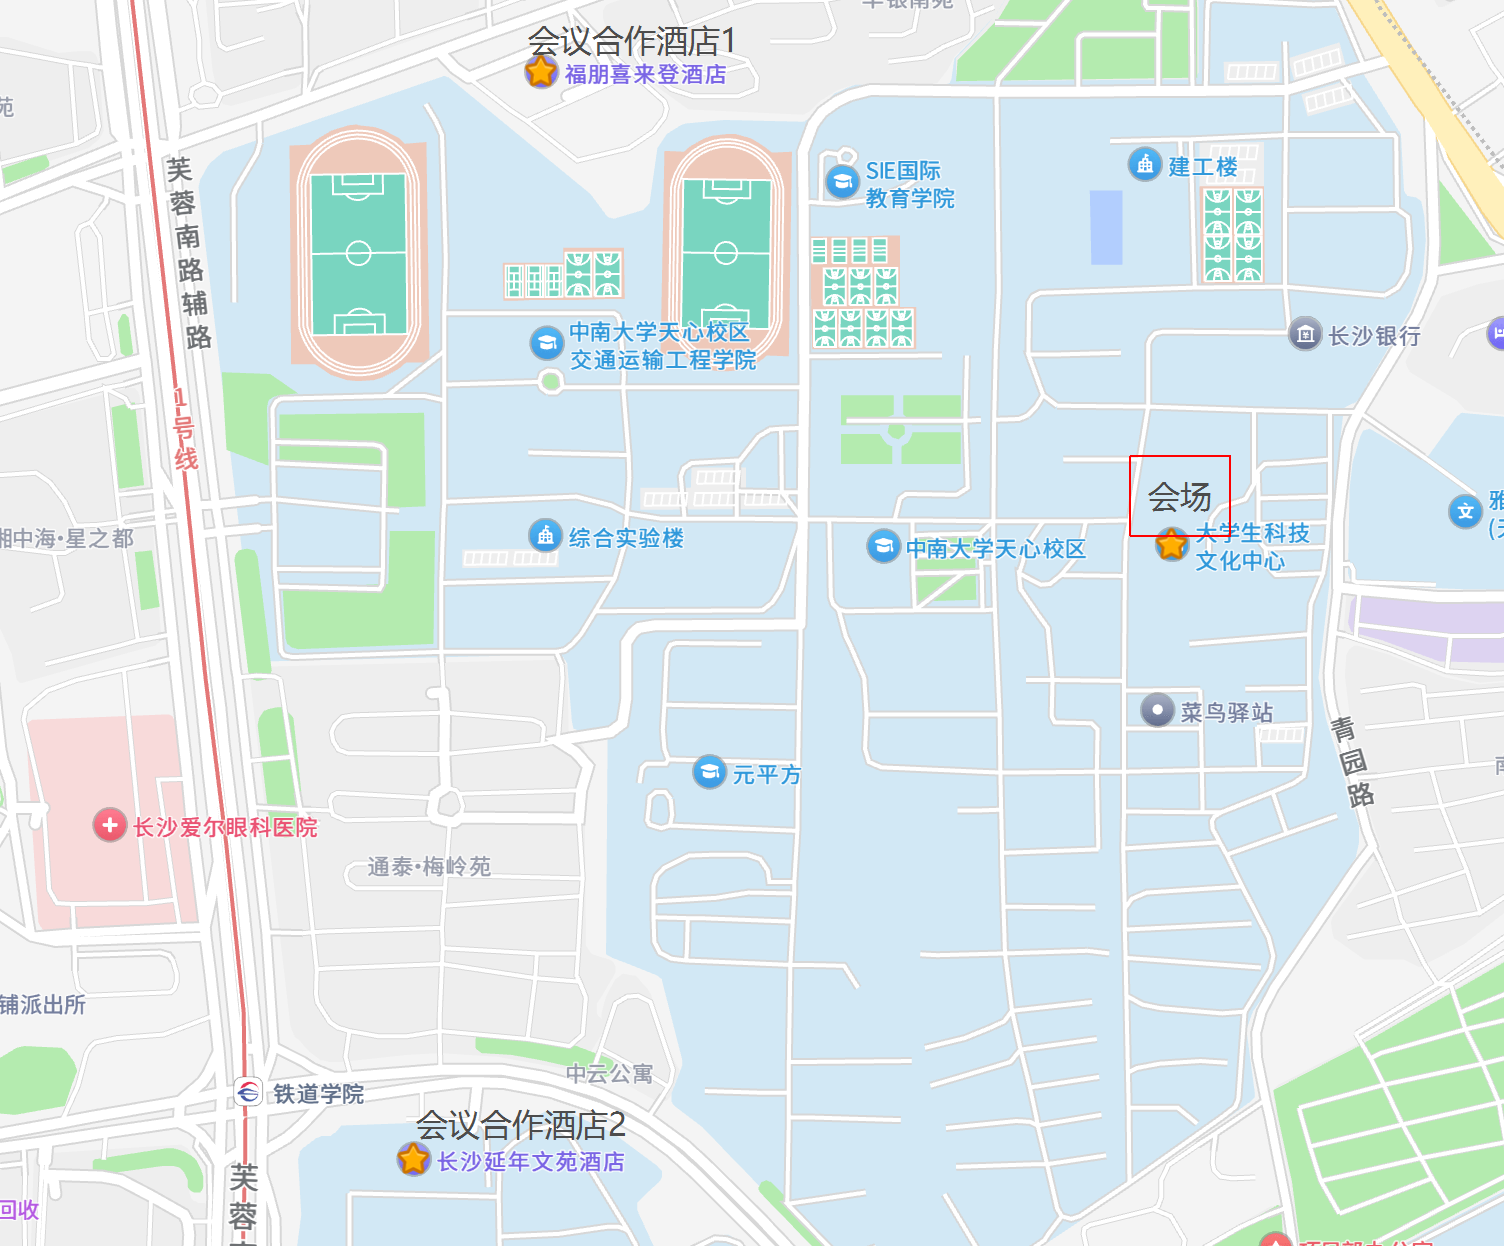 会议合作酒店1
福朋喜来登酒店
苑
芙蓉南路辅路
SIE国际
教育学院
建工楼
中南大学天心校区
交通运输工程学院
长沙银行
1号线
会场
湘中海·星之都
综合实验楼
中南大学天心校区
大学生科技
文化中心
雅
文
菜鸟驿站
青园路
元平方
长沙爱尔眼科医院
通泰·梅岭苑
铺派出所
中云公寓
铁道学院
会议合作酒店2
长沙延年文苑酒店
芙蓉
回收